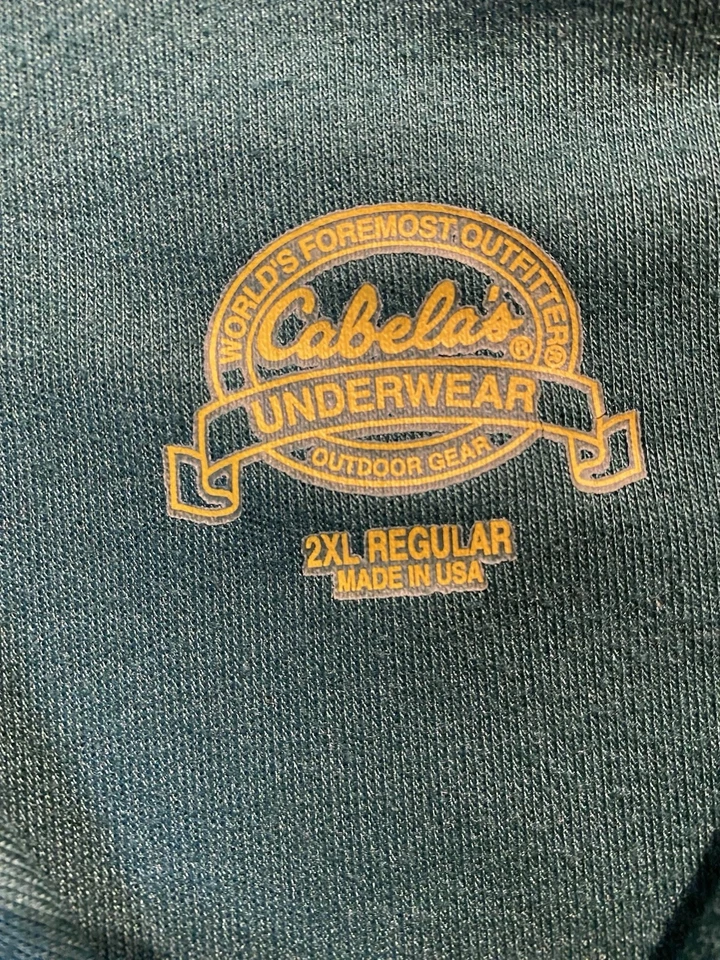 WORLD'S FOREMOST OUTFITTER®
Cabela's®
UNDERWEAR
OUTDOOR GEAR
2XL REGULAR
MADE IN USA